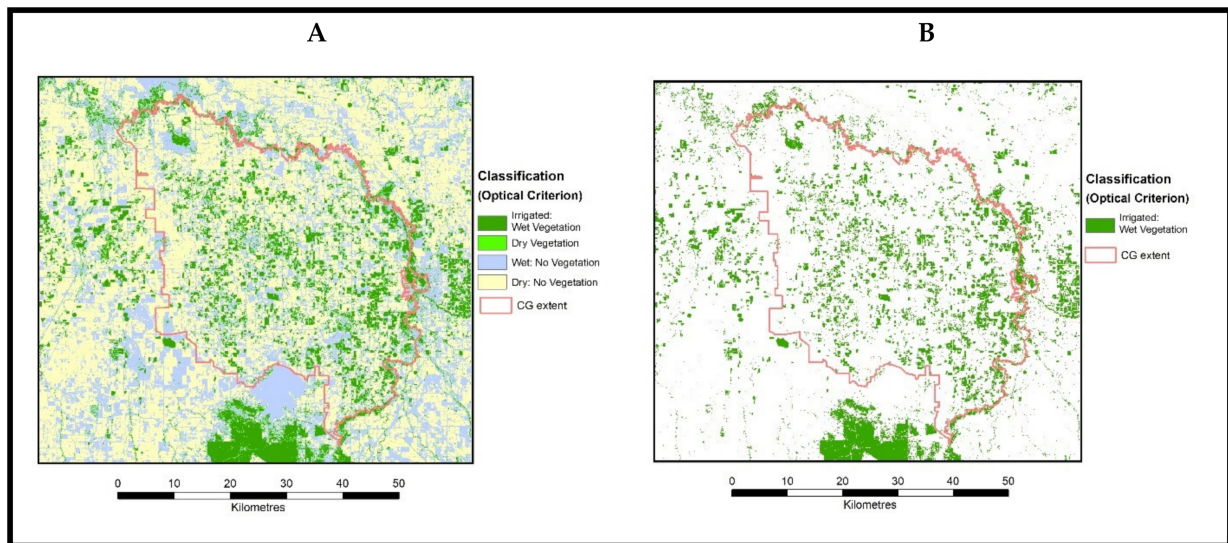 A
B
Classification
(Optical Criterion)
Irrigated:
Wet Vegetation
Dry Vegetation
Wet: No Vegetation
Dry: No Vegetation
CG extent
0 10 20 30 40 50
Kilometres
Classification
(Optical Criterion)
Irrigated:
Wet Vegetation
CG extent
0 10 20 30 40 50
Kilometres